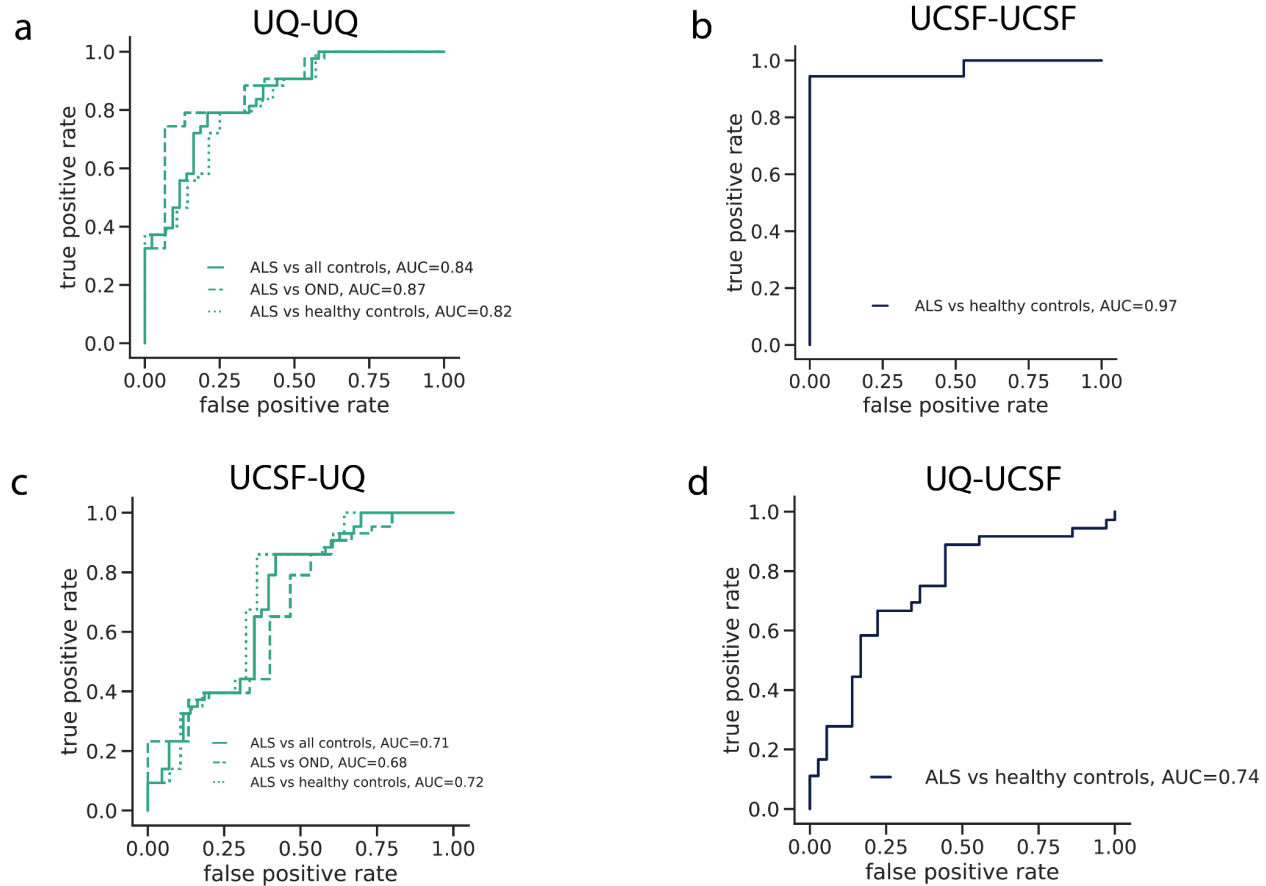 a
UQ-UQ
1.0
0.8
0.6
0.4
0.2
0.0
true positive rate
ALS vs all controls, AUC=0.84
ALS vs OND, AUC=0.87
ALS vs healthy controls, AUC=0.82
0.00 0.25 0.50 0.75 1.00
false positive rate
b
UCSF-UCSF
1.0
0.8
0.6
0.4
0.2
0.0
true positive rate
ALS vs healthy controls, AUC=0.97
0.00 0.25 0.50 0.75 1.00
false positive rate
c
UCSF-UQ
1.0
0.8
0.6
0.4
0.2
0.0
true positive rate
ALS vs all controls, AUC=0.71
ALS vs OND, AUC=0.68
ALS vs healthy controls, AUC=0.72
0.00 0.25 0.50 0.75 1.00
false positive rate
d
UQ-UCSF
1.0
0.8
0.6
0.4
0.2
0.0
true positive rate
ALS vs healthy controls, AUC=0.74
0.00 0.25 0.50 0.75 1.00
false positive rate